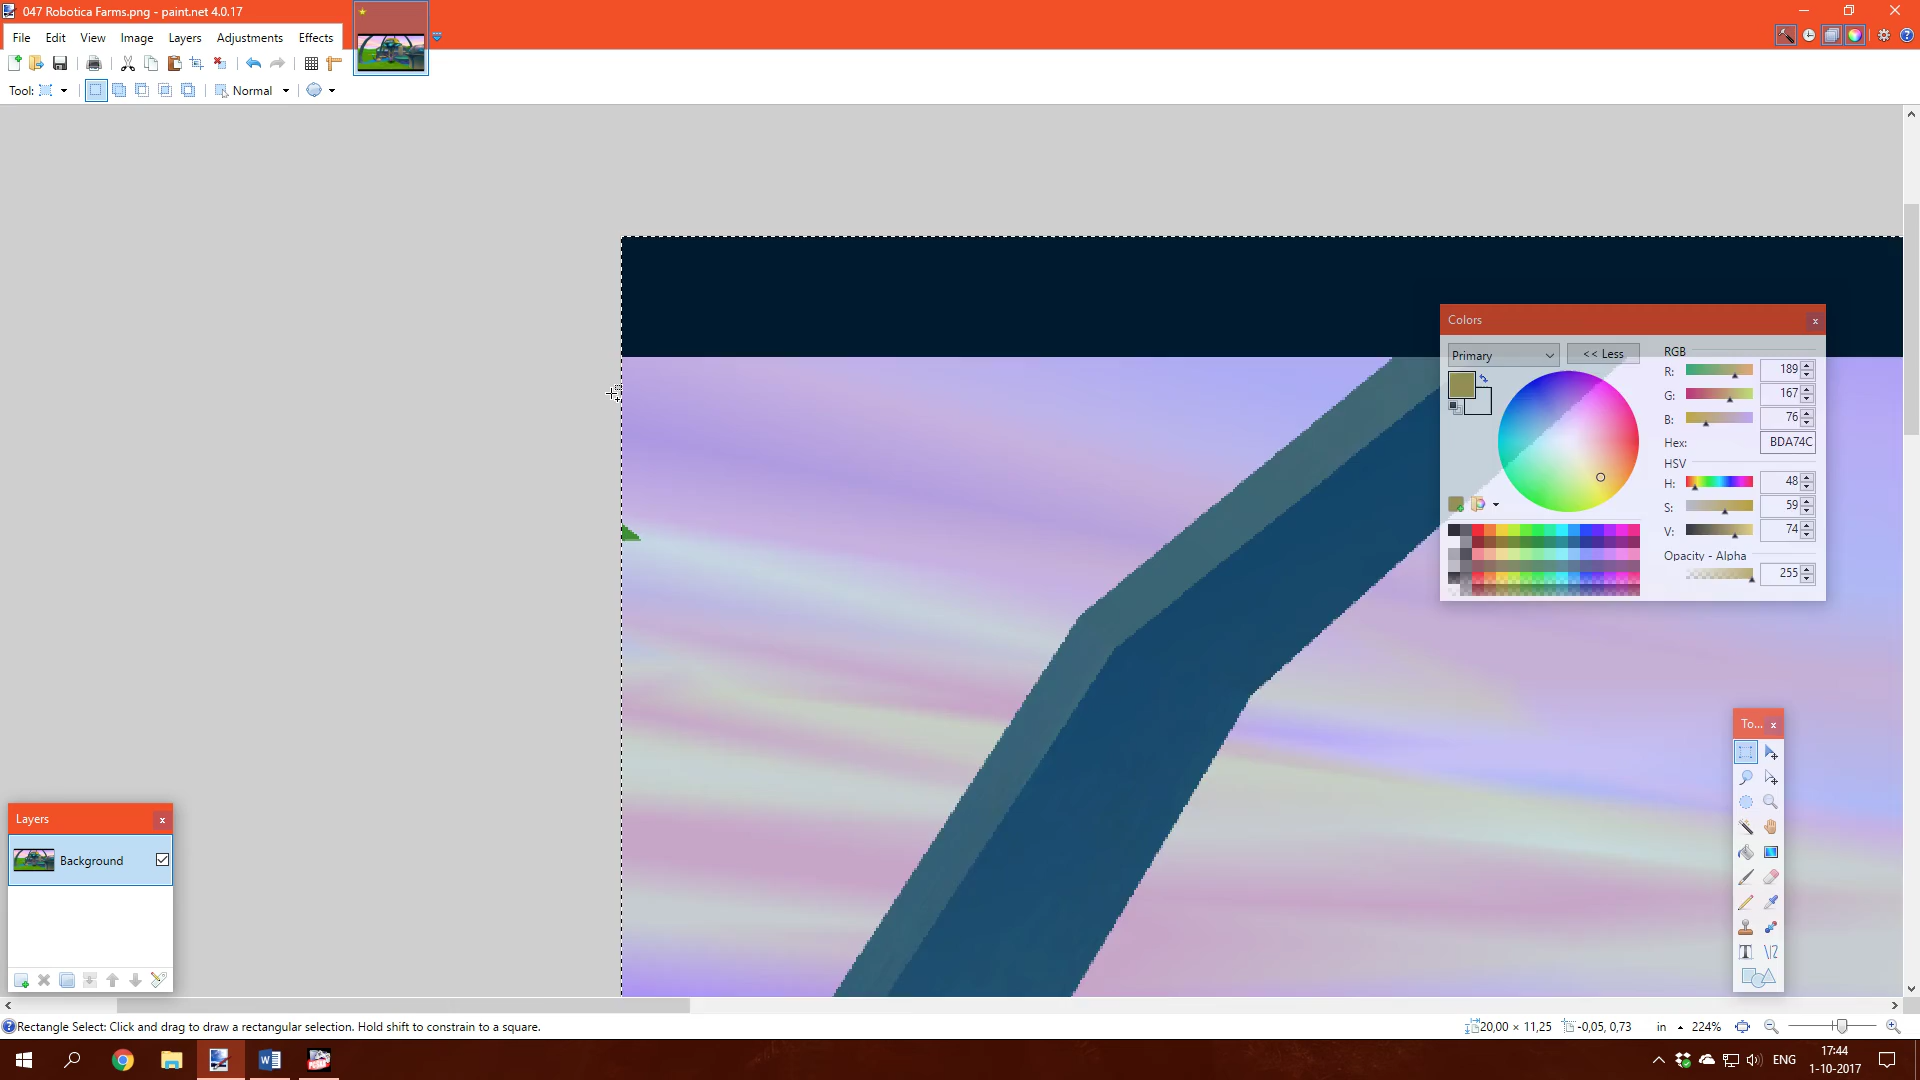 047 Robotica Farms.png - paint.net 4.0.17
File Edit View Image Layers Adjustments Effects
Tool: Normal
Colors
Primary
<< Less
RGB
R: 189
G: 167
B: 76
Hex: BDA74C
HSV
H: 48
S: 59
V: 74
Opacity - Alpha
255
To...
Layers
Background
Rectangle Select: Click and drag to draw a rectangular selection. Hold shift to constrain to a square.
20,00 × 11,25
-0,05, 0,73
in
224%
ENG
17:44
1-10-2017